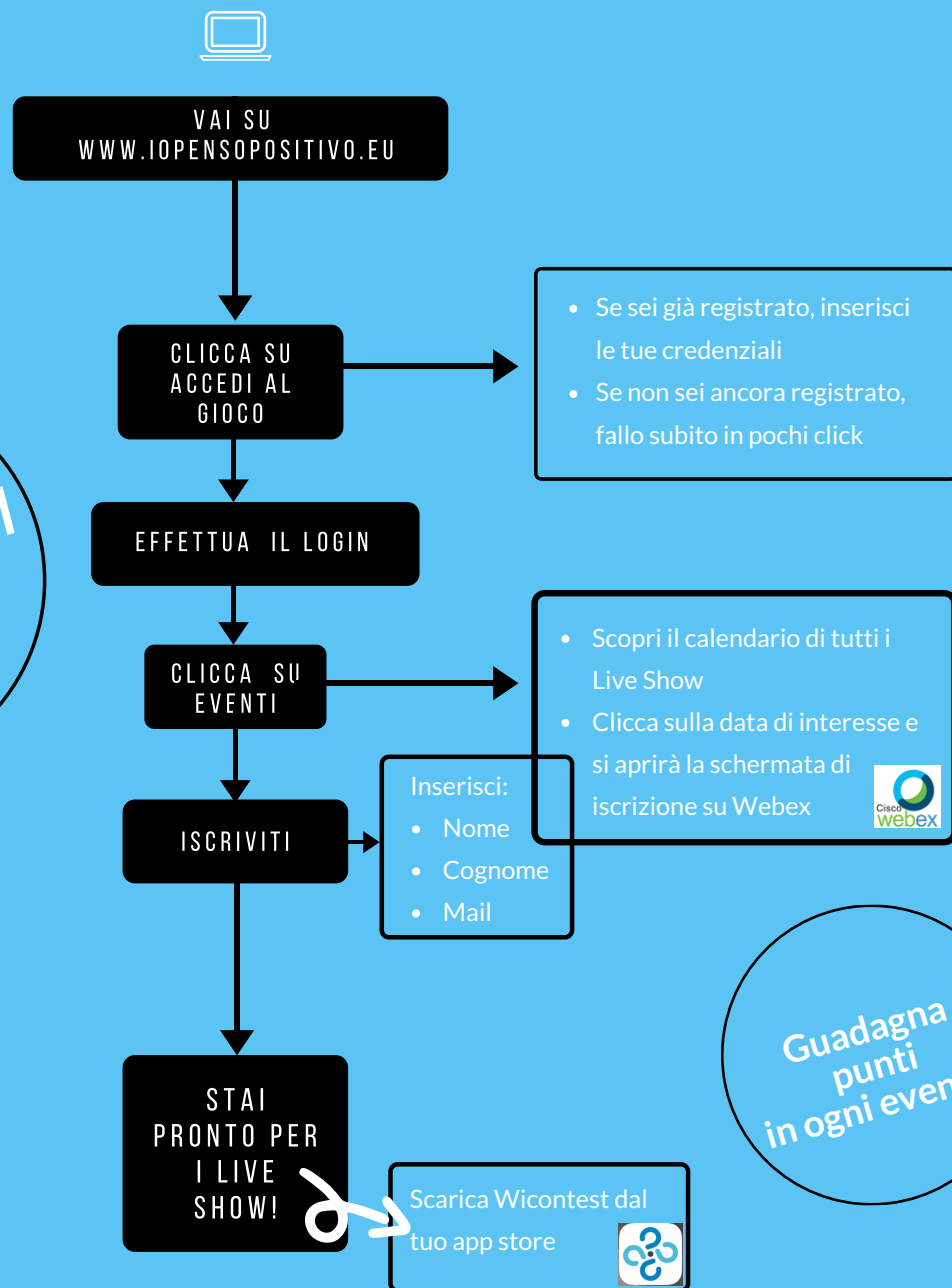 VAI SU
WWW.IOPENSOPOSITIVO.EU
CLICCA SU
ACCEDI AL
GIOCO
• Se sei già registrato, inserisci
le tue credenziali
• Se non sei ancora registrato,
fallo subito in pochi click
EFFETTUA IL LOGIN
CLICCA SU
EVENTI
• Scopri il calendario di tutti i
Live Show
• Clicca sulla data di interesse e
si aprirà la schermata di
iscrizione su Webex
Cisco
webex
ISCRIVITI
Inserisci:
• Nome
• Cognome
• Mail
Guadagna
punti
in ogni
STAI
PRONTO PER
I LIVE
SHOW!
Scarica Wicontest dal
tuo app store